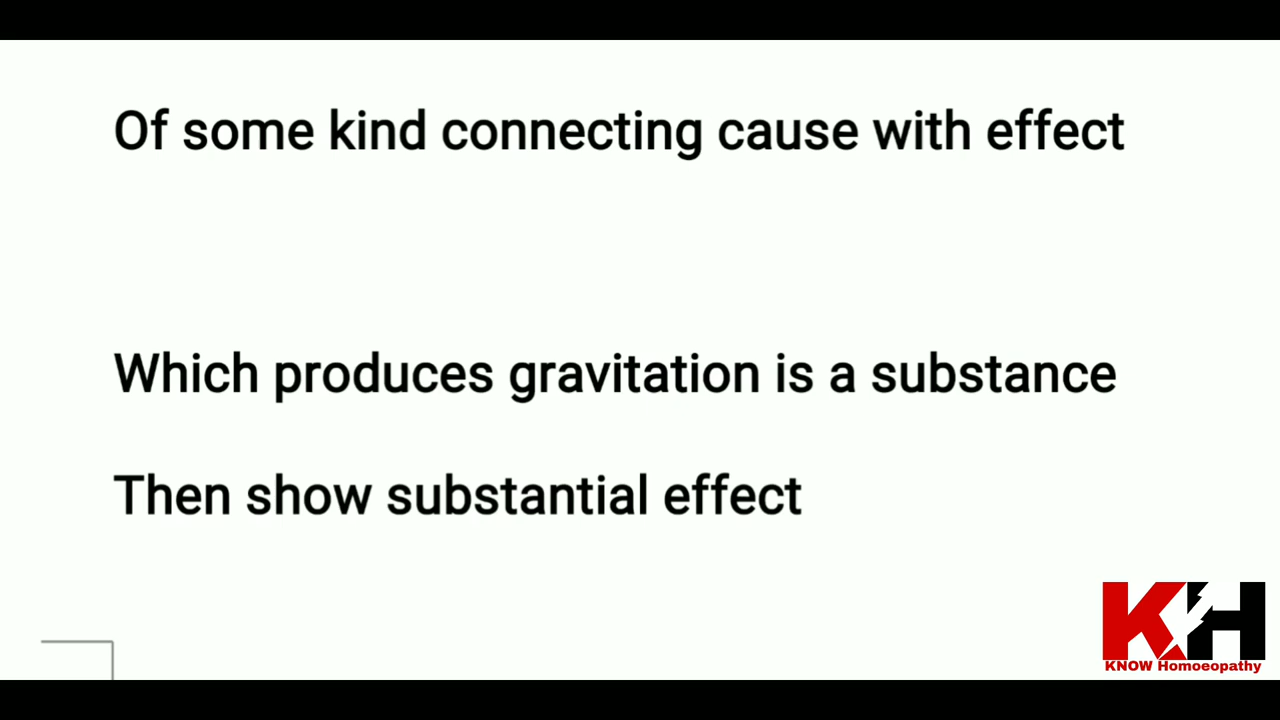 Of some kind connecting cause with effect
Which produces gravitation is a substance
Then show substantial effect
KH
KNOW Homoeopathy